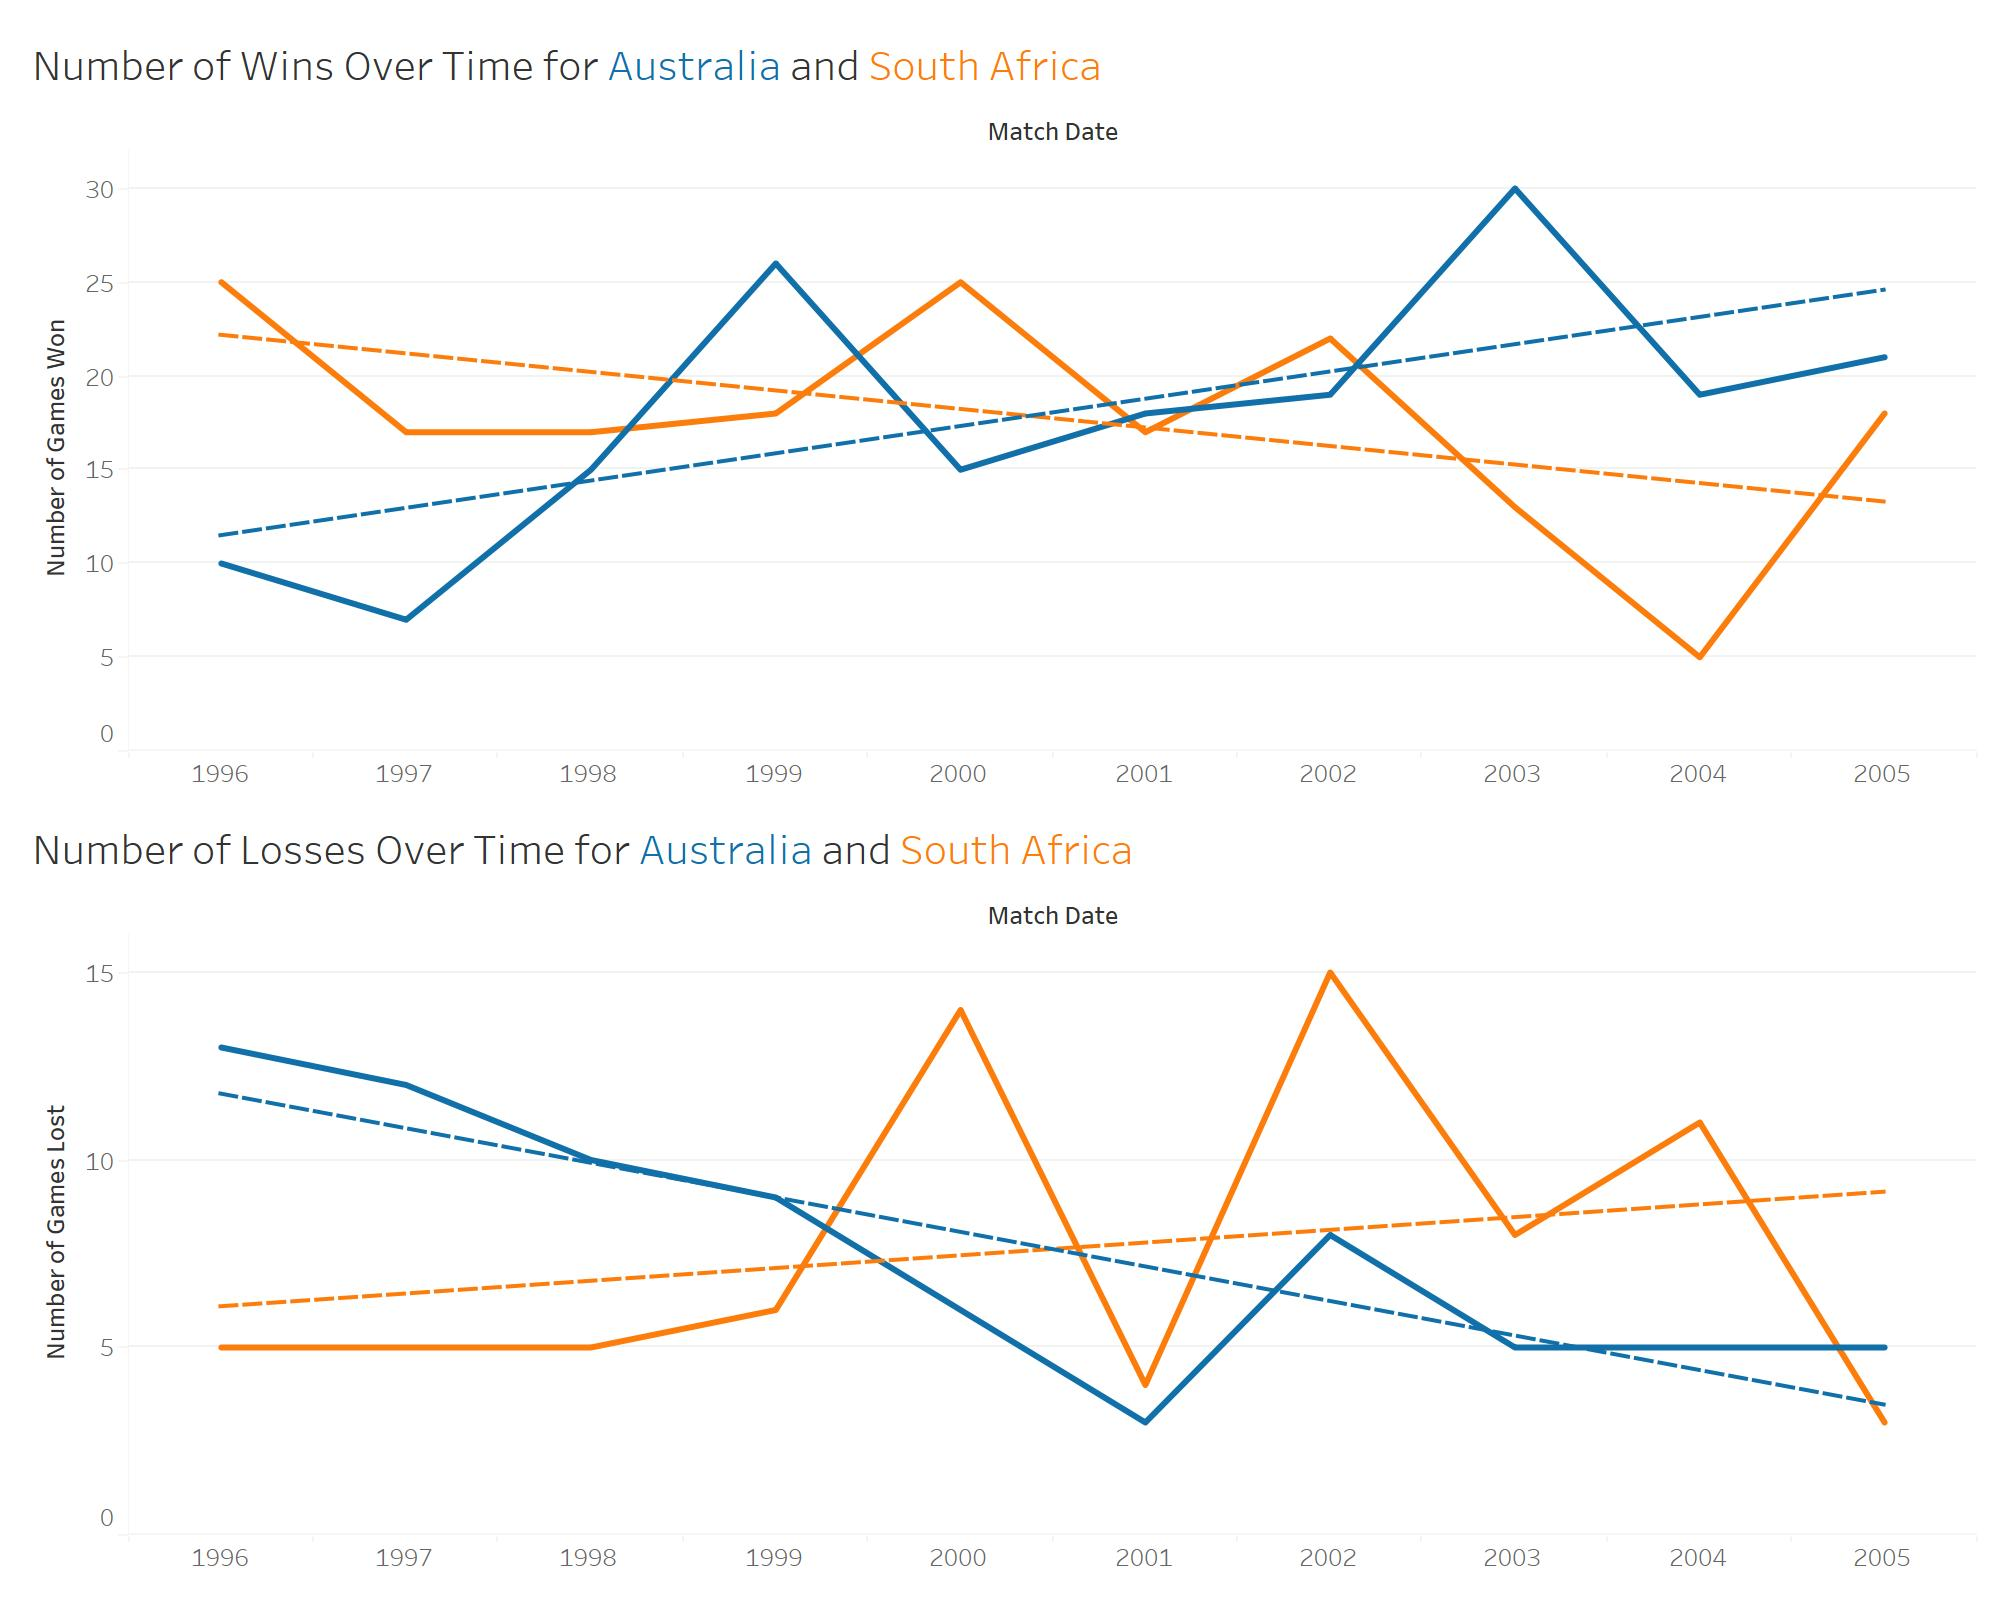 Number of Wins Over Time for Australia and South Africa
Match Date
Number of Games Won
30
25
20
15
10
5
0
1996 1997 1998 1999 2000 2001 2002 2003 2004 2005
Number of Losses Over Time for Australia and South Africa
Match Date
Number of Games Lost
15
10
5
0
1996 1997 1998 1999 2000 2001 2002 2003 2004 2005